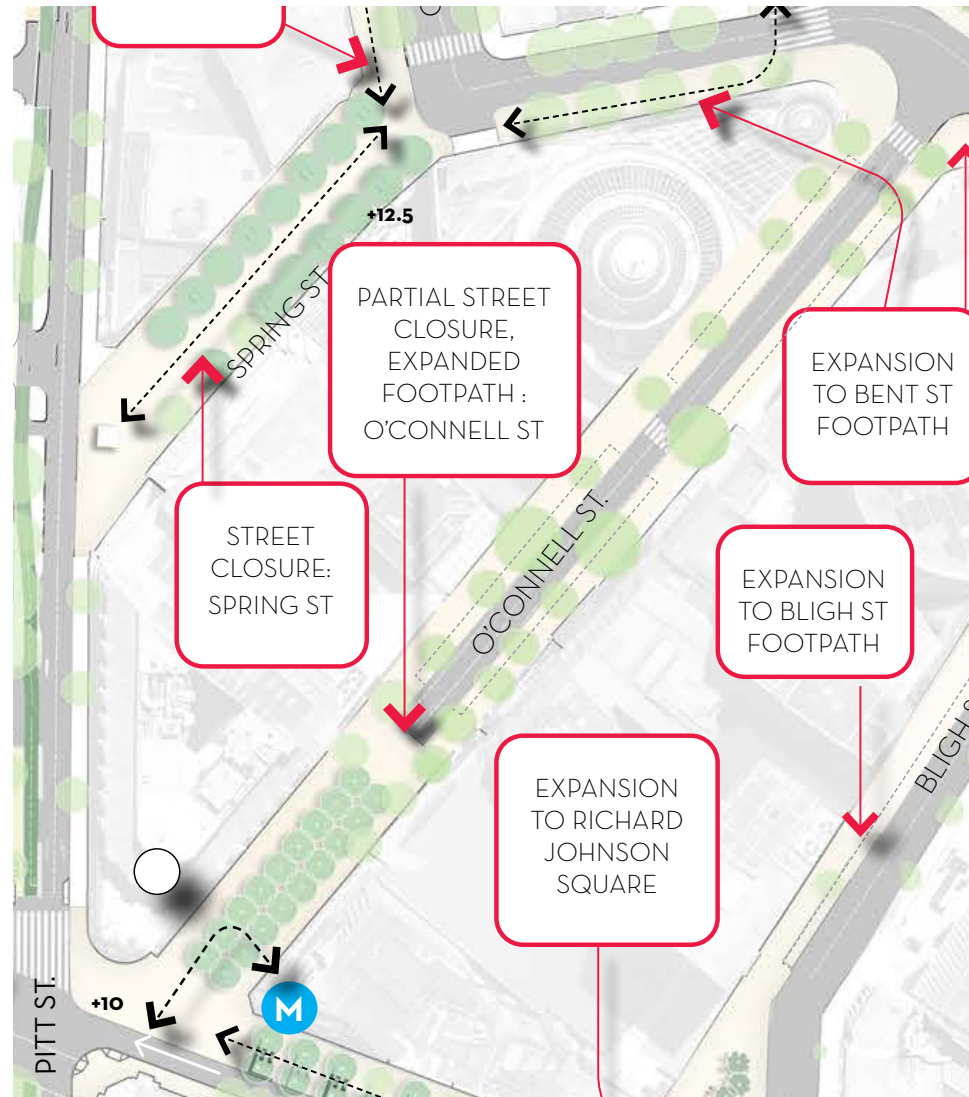 +12.5
SPRING ST
PARTIAL STREET
CLOSURE,
EXPANDED
FOOTPATH :
O'CONNELL ST
EXPANSION
TO BENT ST
FOOTPATH
STREET
CLOSURE:
SPRING ST
O'CONNELL ST.
EXPANSION
TO BLIGH ST
FOOTPATH
BLIGH S
EXPANSION
TO RICHARD
JOHNSON
SQUARE
PITT ST.
+10
M